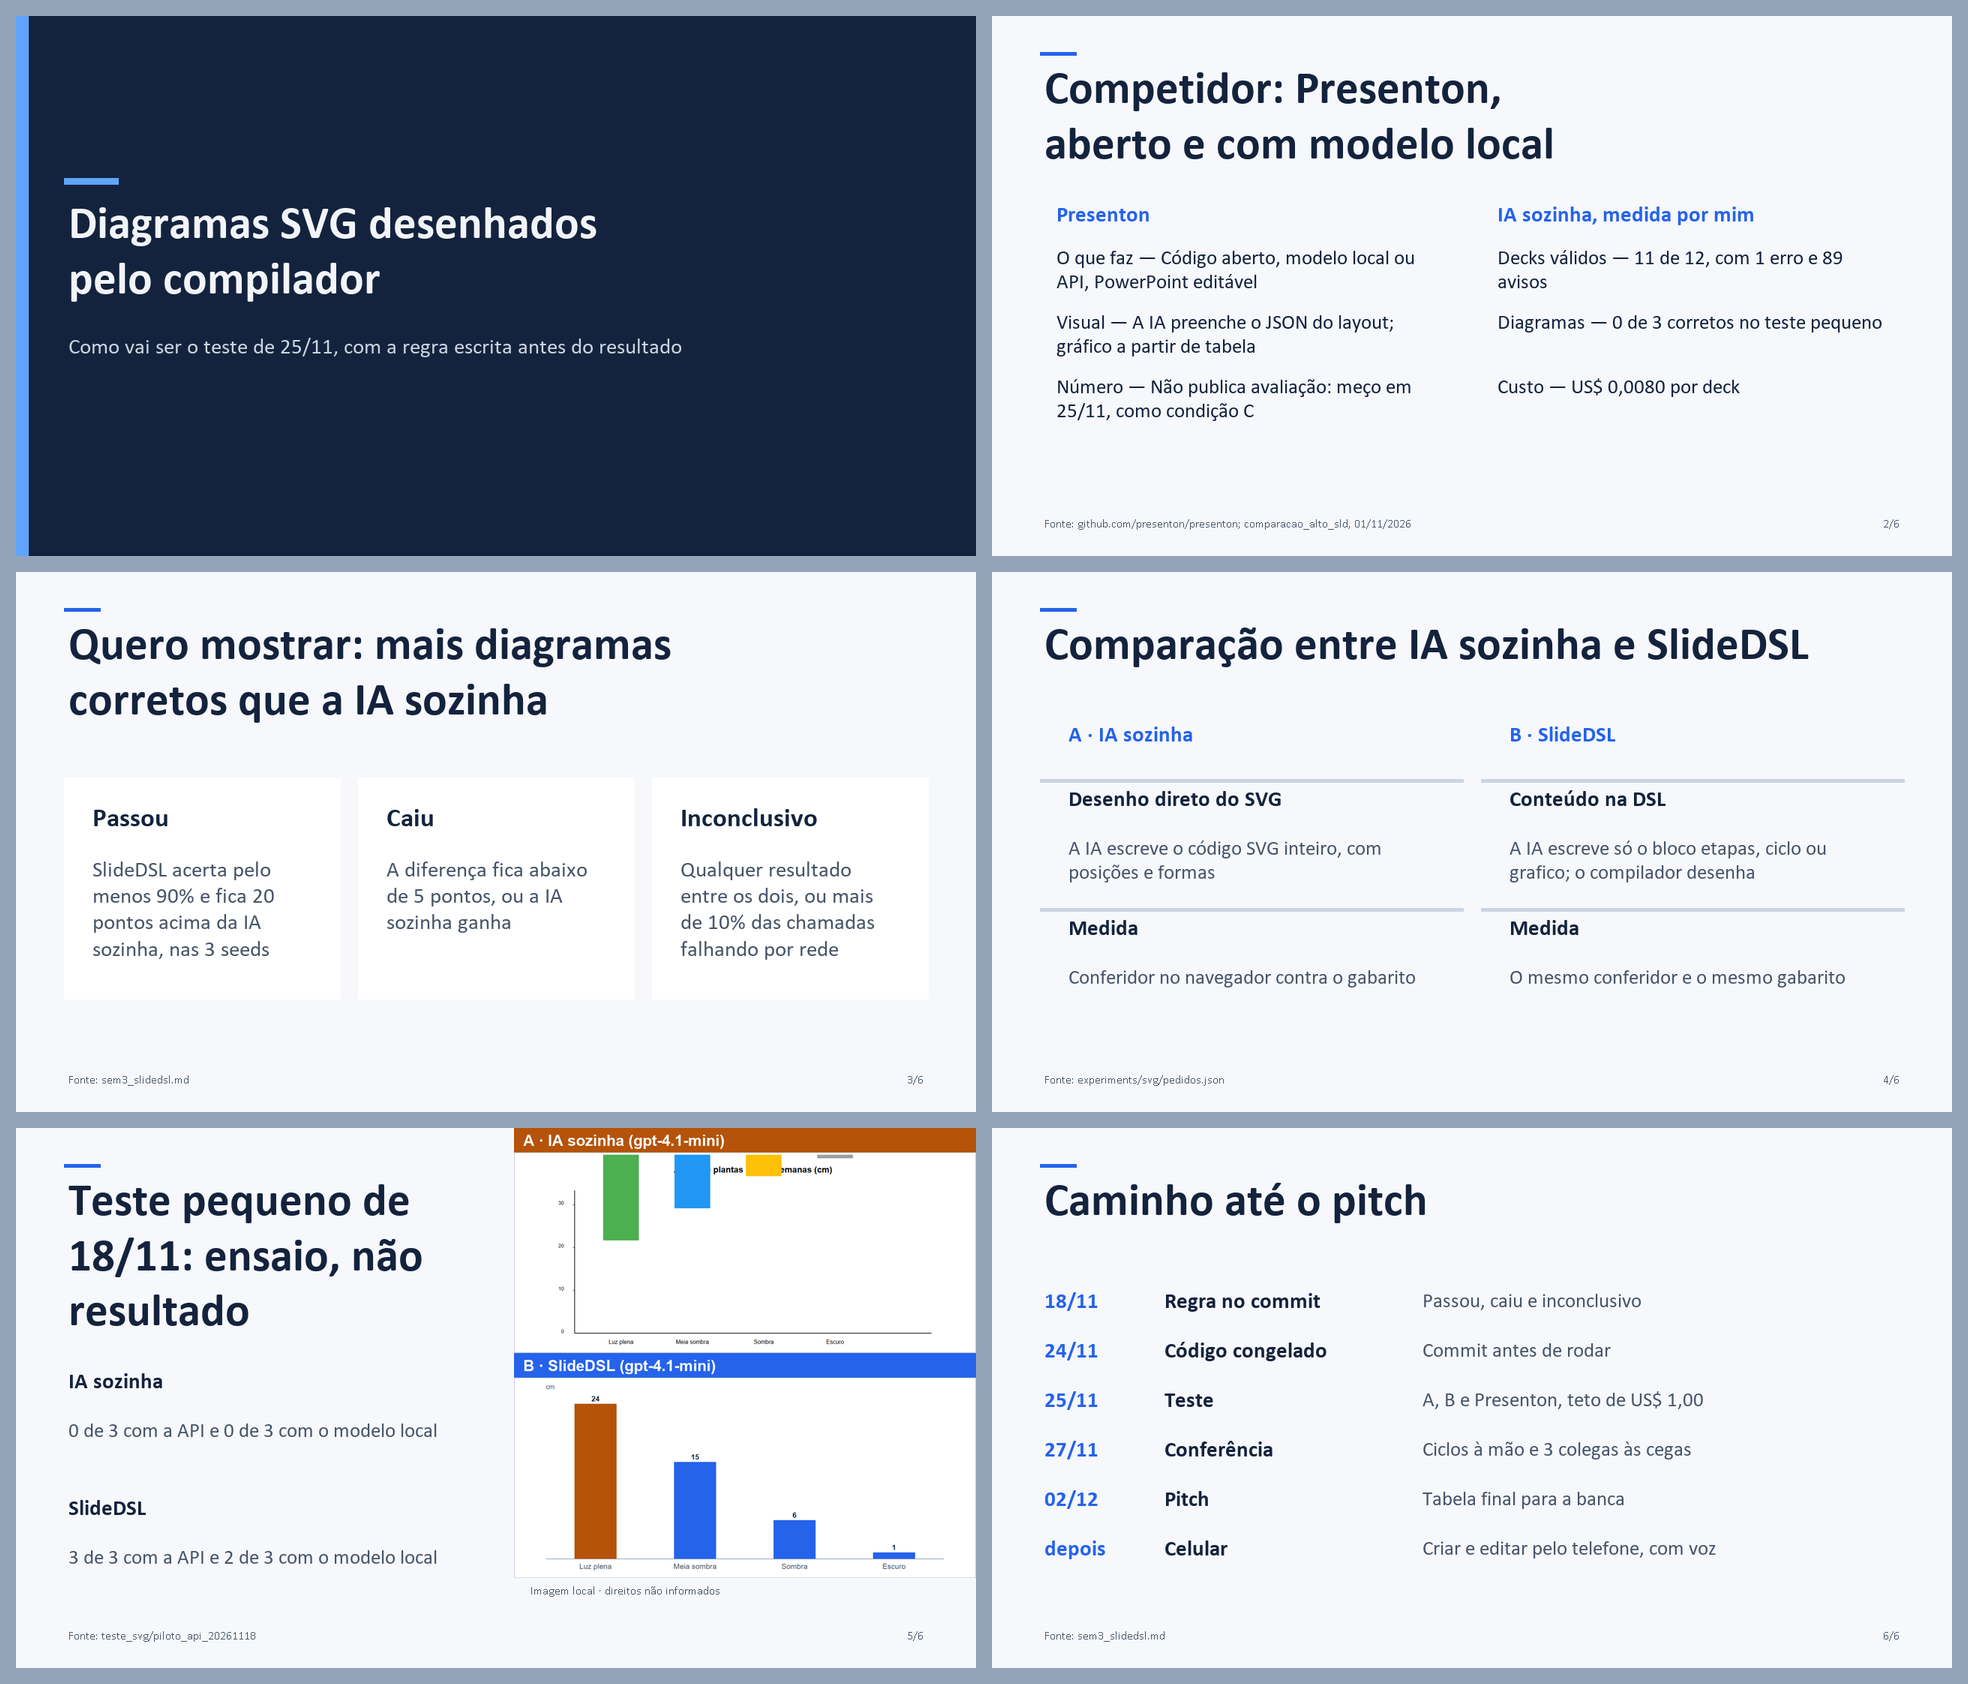 Diagramas SVG desenhados
pelo compilador
Como vai ser o teste de 25/11, com a regra escrita antes do resultado
Competidor: Presenton,
aberto e com modelo local
Presenton
O que faz — Código aberto, modelo local ou
API, PowerPoint editável
Visual — A IA preenche o JSON do layout;
gráfico a partir de tabela
Número — Não publica avaliação: meço em
25/11, como condição C
IA sozinha, medida por mim
Decks válidos — 11 de 12, com 1 erro e 89
avisos
Diagramas — 0 de 3 corretos no teste pequeno
Custo — US$ 0,0080 por deck
Fonte: github.com/presenton/presenton; comparacao_alto_sld, 01/11/2026
2/6
Quero mostrar: mais diagramas
corretos que a IA sozinha
Passou
SlideDSL acerta pelo
menos 90% e fica 20
pontos acima da IA
sozinha, nas 3 seeds
Caiu
A diferença fica abaixo
de 5 pontos, ou a IA
sozinha ganha
Inconclusivo
Qualquer resultado
entre os dois, ou mais
de 10% das chamadas
falhando por rede
Fonte: sem3_slidedsl.md
3/6
Comparação entre IA sozinha e SlideDSL
A · IA sozinha
Desenho direto do SVG
A IA escreve o código SVG inteiro, com
posições e formas
Medida
Conferidor no navegador contra o gabarito
B · SlideDSL
Conteúdo na DSL
A IA escreve só o bloco etapas, ciclo ou
grafico; o compilador desenha
Medida
O mesmo conferidor e o mesmo gabarito
Fonte: experiments/svg/pedidos.json
4/6
Teste pequeno de
18/11: ensaio, não
resultado
IA sozinha
0 de 3 com a API e 0 de 3 com o modelo local
SlideDSL
3 de 3 com a API e 2 de 3 com o modelo local
A · IA sozinha (gpt-4.1-mini)
plantas emanas (cm)
30
20
10
0
Luz plena Meia sombra Sombra Escuro
B · SlideDSL (gpt-4.1-mini)
cm
24
15
6
1
Luz plena Meia sombra Sombra Escuro
Imagem local · direitos não informados
Fonte: teste_svg/piloto_api_20261118
5/6
Caminho até o pitch
18/11 Regra no commit Passou, caiu e inconclusivo
24/11 Código congelado Commit antes de rodar
25/11 Teste A, B e Presenton, teto de US$ 1,00
27/11 Conferência Ciclos à mão e 3 colegas às cegas
02/12 Pitch Tabela final para a banca
depois Celular Criar e editar pelo telefone, com voz
Fonte: sem3_slidedsl.md
6/6